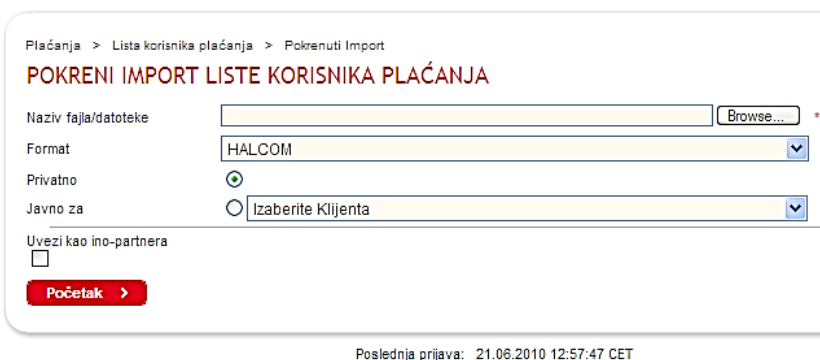 Plaćanja > Lista korisnika plaćanja > Pokrenuti Import
POKRENI IMPORT LISTE KORISNIKA PLAĆANJA
Naziv fajla/datoteke Browse... *
Format HALCOM
Privatno
Javno za Izaberite Klijenta
Uvezi kao ino-partnera
Početak >
Poslednja prijava: 21.06.2010 12:57:47 CET